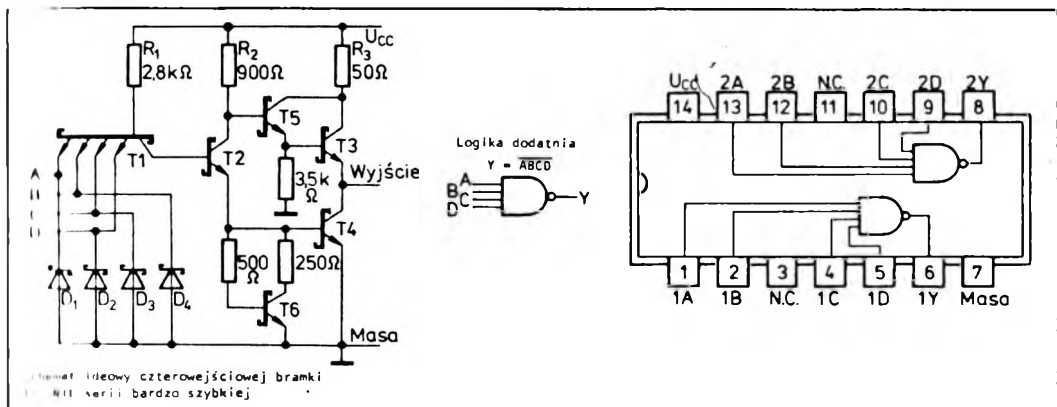 UCC
R1
2,8kΩ
R2
900Ω
R3
50Ω
T5
T1
T2
T3
3,5k
Ω
Wyjście
A
T4
500
Ω
250Ω
D1
D2
D3
D4
T6
Masa
ideowy czterowejściowej bramki
serii bardzo szybkiej
Logika dodatnia
Y = ABCD
A
B
C
D
Y
Ucc 2A 2B N.C. 2C 2D 2Y
14 13 12 11 10 9 8
1 2 3 4 5 6 7
1A 1B N.C. 1C 1D 1Y Masa